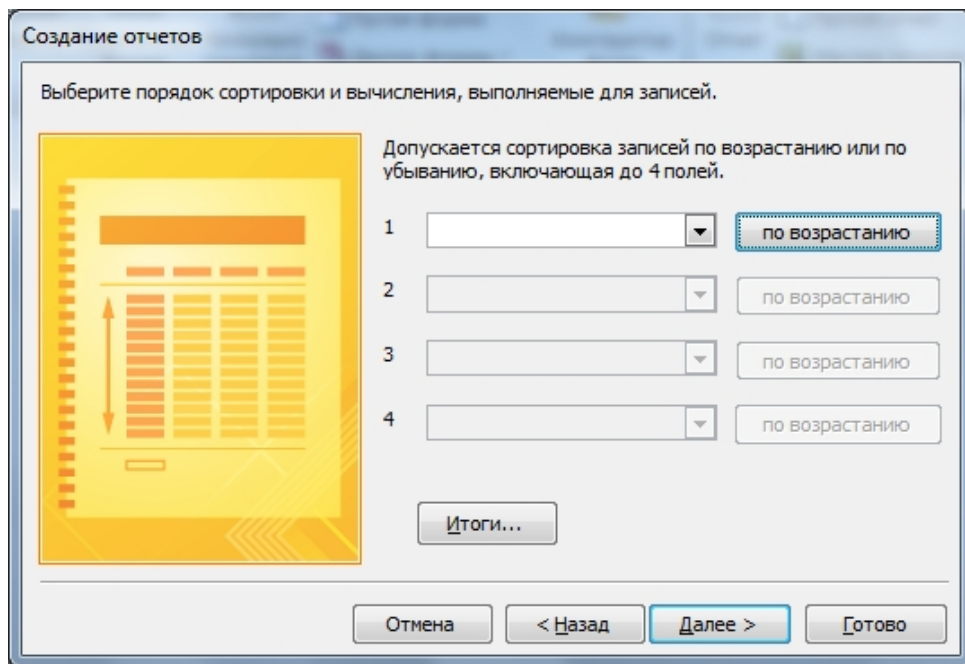 Создание отчетов
Выберите порядок сортировки и вычисления, выполняемые для записей.
Допускается сортировка записей по возрастанию или по
убыванию, включающая до 4 полей.
1 по возрастанию
2 по возрастанию
3 по возрастанию
4 по возрастанию
Итоги...
Отмена < Назад Далее > Готово